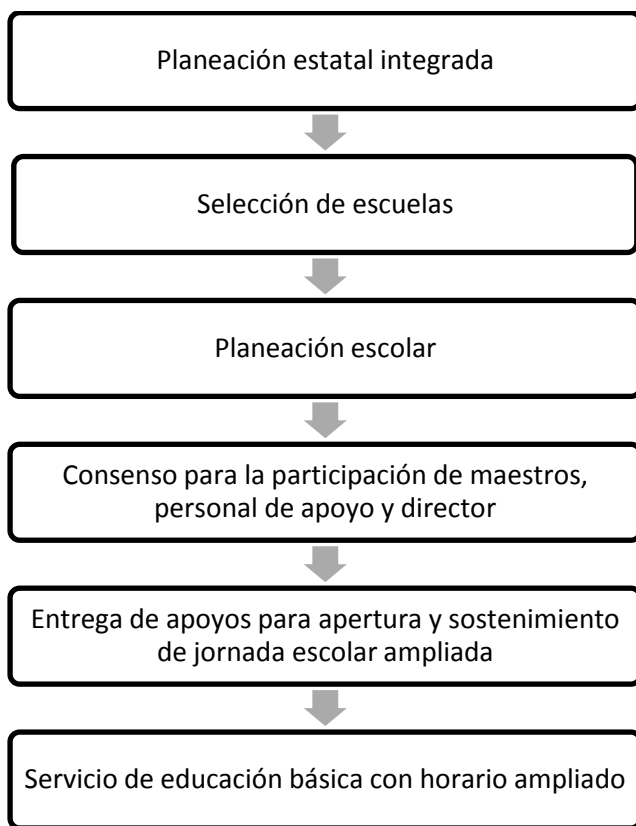 Planeación estatal integrada
Selección de escuelas
Planeación escolar
Consenso para la participación de maestros,
personal de apoyo y director
Entrega de apoyos para apertura y sostenimiento
de jornada escolar ampliada
Servicio de educación básica con horario ampliado